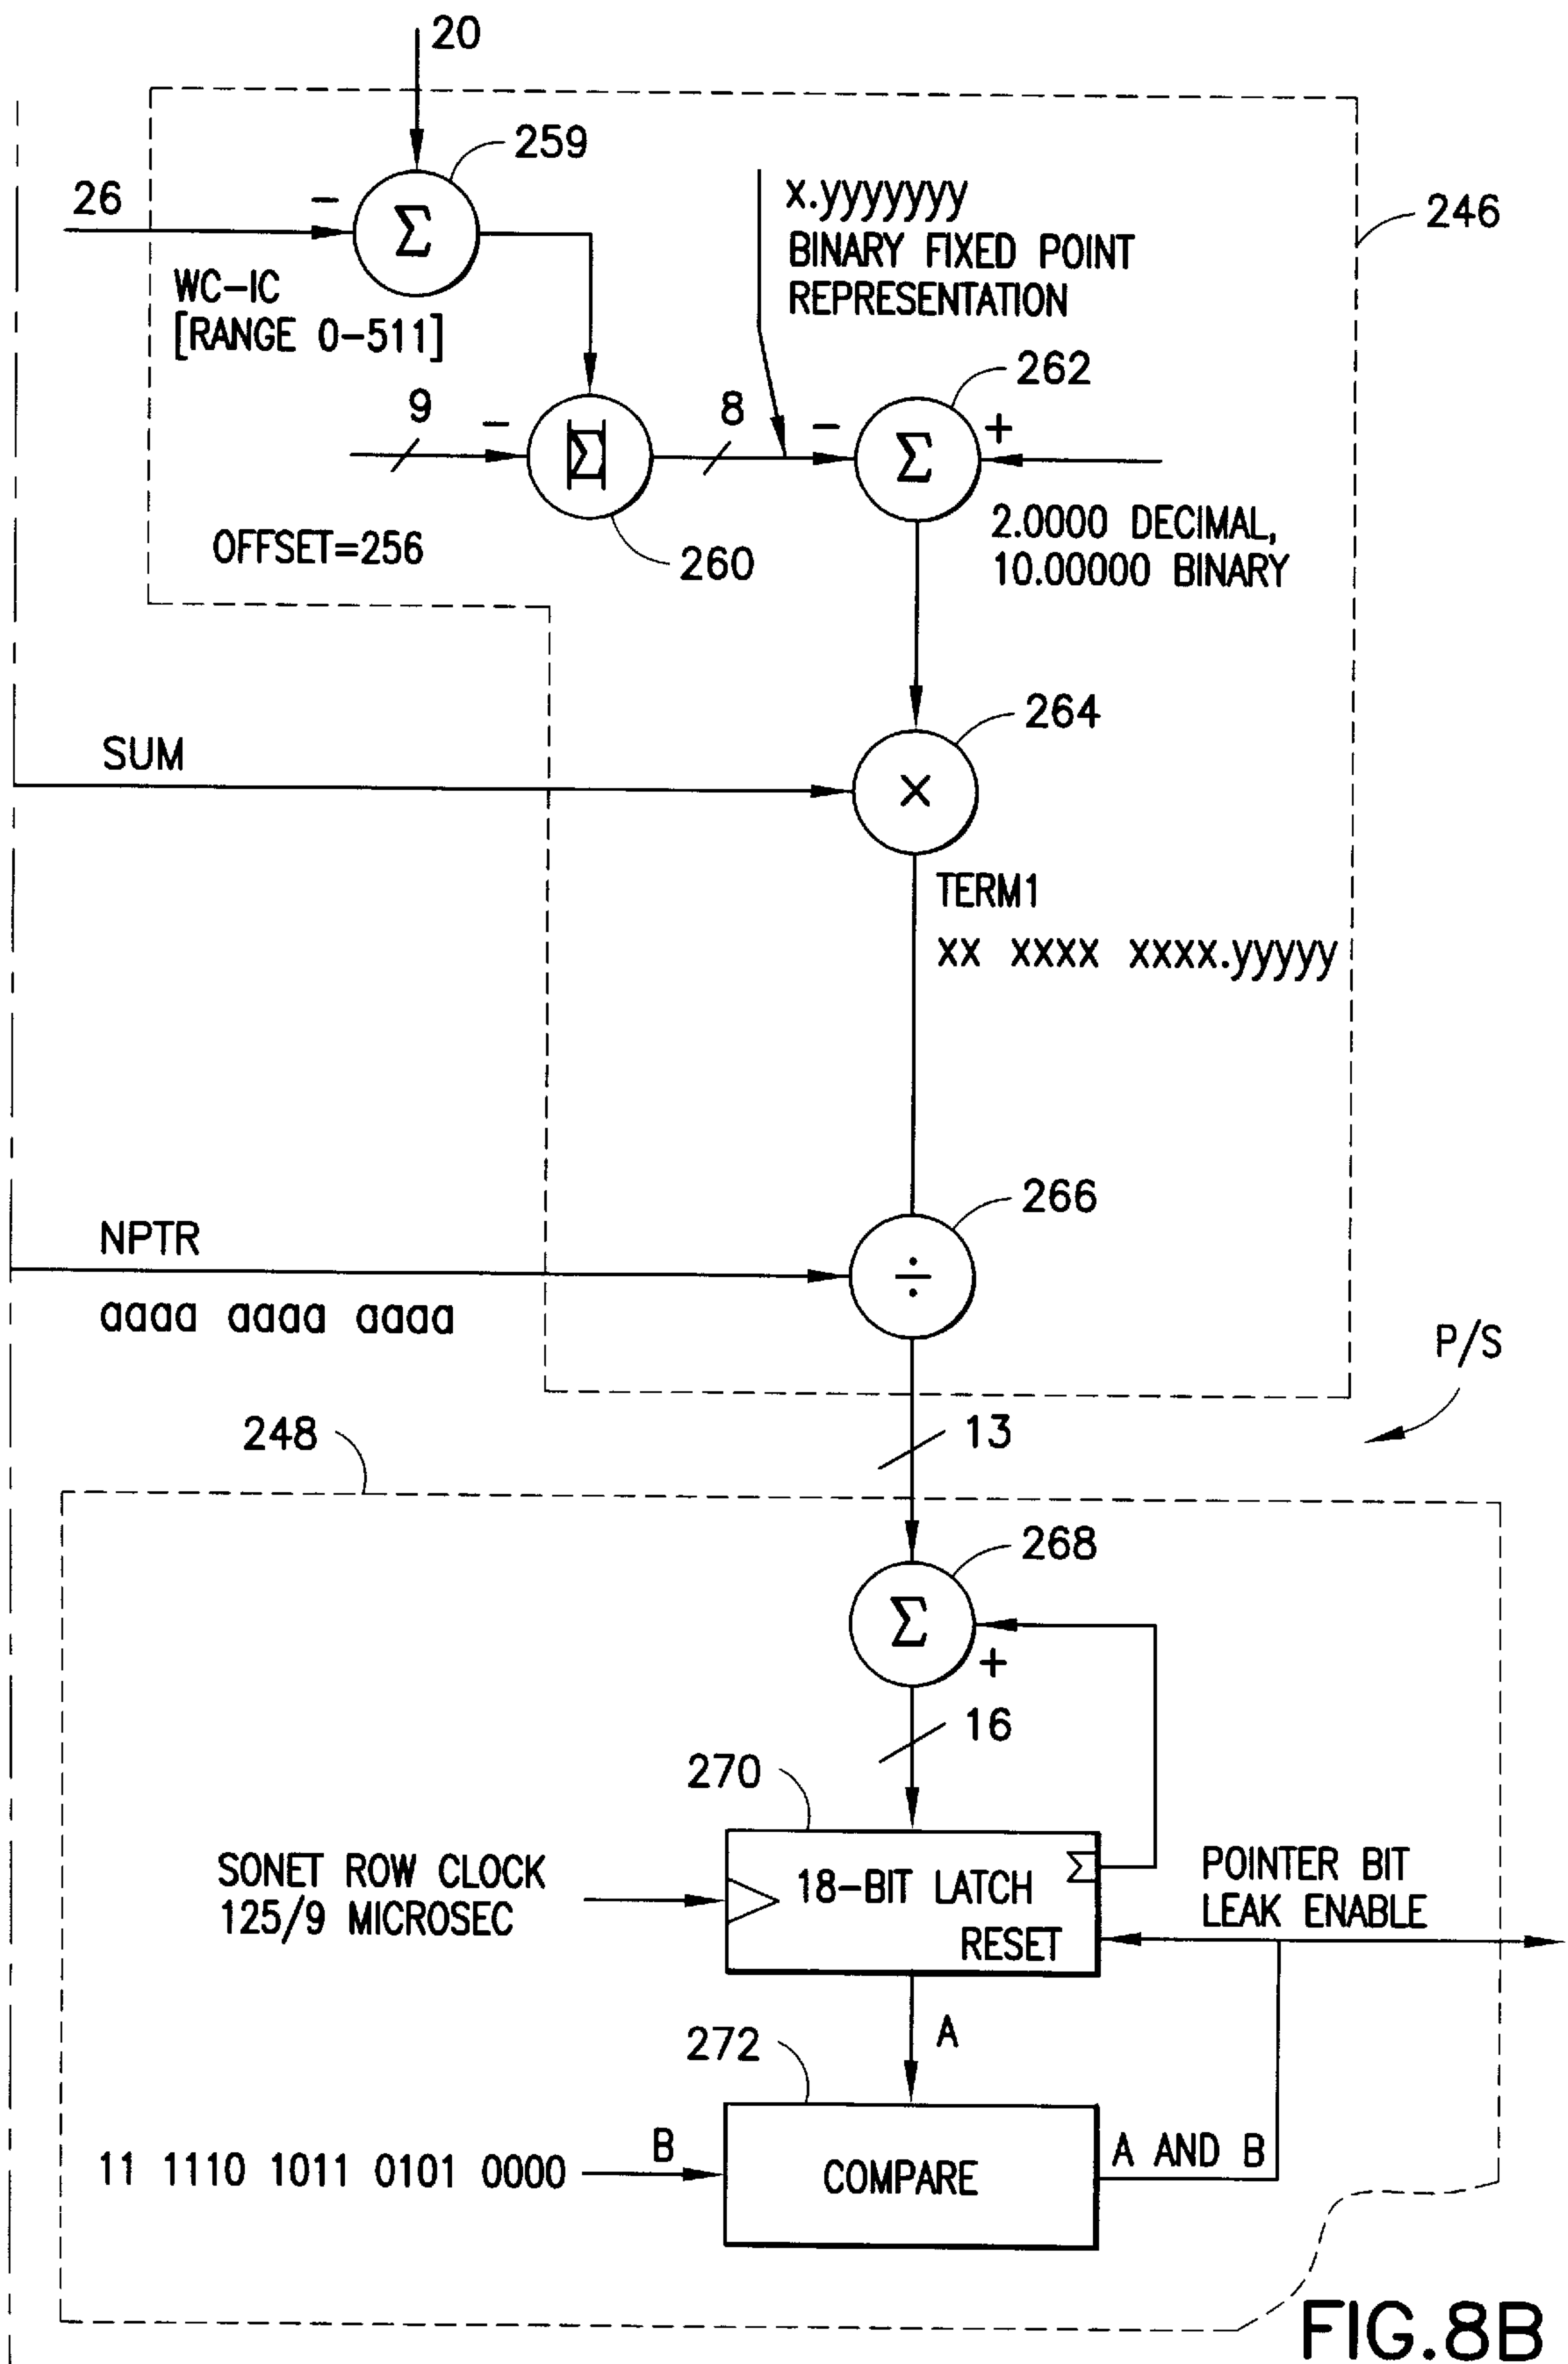 20
259
26
−
Σ
x.yyyyyyy
BINARY FIXED POINT
REPRESENTATION
246
WC-IC
[RANGE 0-511]
262
9
−
|Σ|
8
−
Σ
+
OFFSET=256
260
2.0000 DECIMAL,
10.00000 BINARY
264
SUM
×
TERM1
xx xxxx xxxx.yyyyy
266
NPTR
÷
aaaa aaaa aaaa
P/S
248
13
268
Σ
+
16
270
SONET ROW CLOCK
125/9 MICROSEC
18-BIT LATCH
Σ
RESET
POINTER BIT
LEAK ENABLE
A
272
11 1110 1011 0101 0000
B
COMPARE
A AND B
FIG.8B